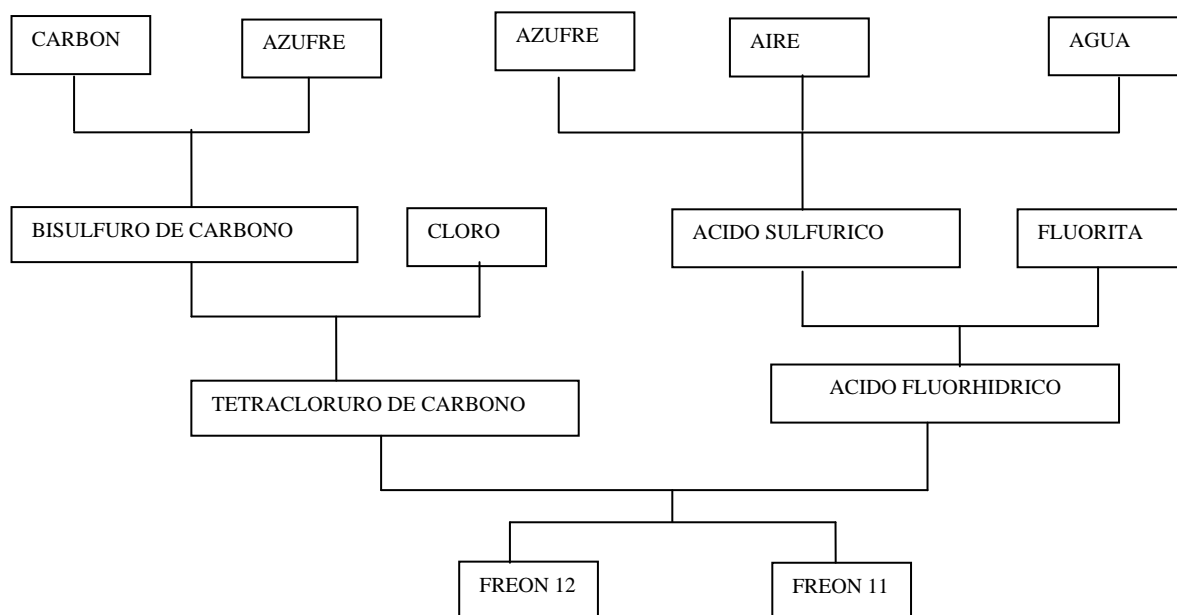 CARBON
AZUFRE
AZUFRE
AIRE
AGUA
BISULFURO DE CARBONO
CLORO
ACIDO SULFURICO
FLUORITA
TETRACLORURO DE CARBONO
ACIDO FLUORHIDRICO
FREON 12
FREON 11